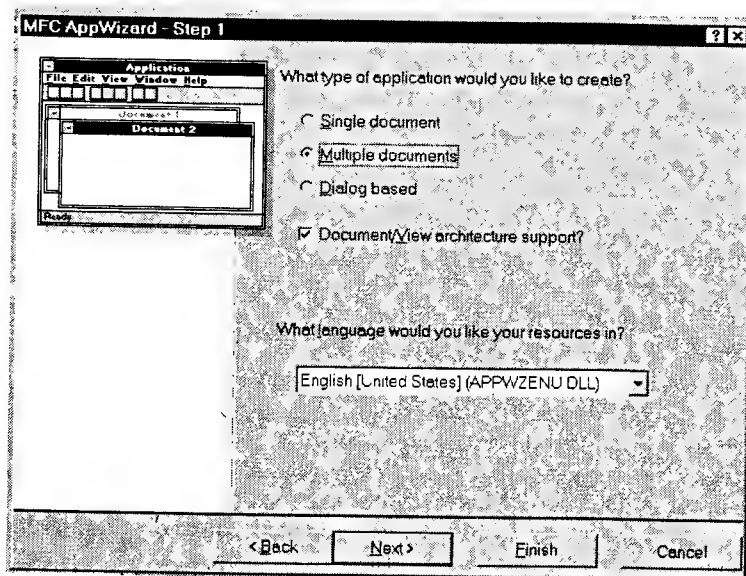 MFC AppWizard - Step 1
Application
File Edit View Window Help
Document 1
Document 2
Ready
What type of application would you like to create?
Single document
Multiple documents
Dialog based
Document/View architecture support?
What language would you like your resources in?
English [United States] (APPWZENU DLL)
< Back
Next >
Finish
Cancel